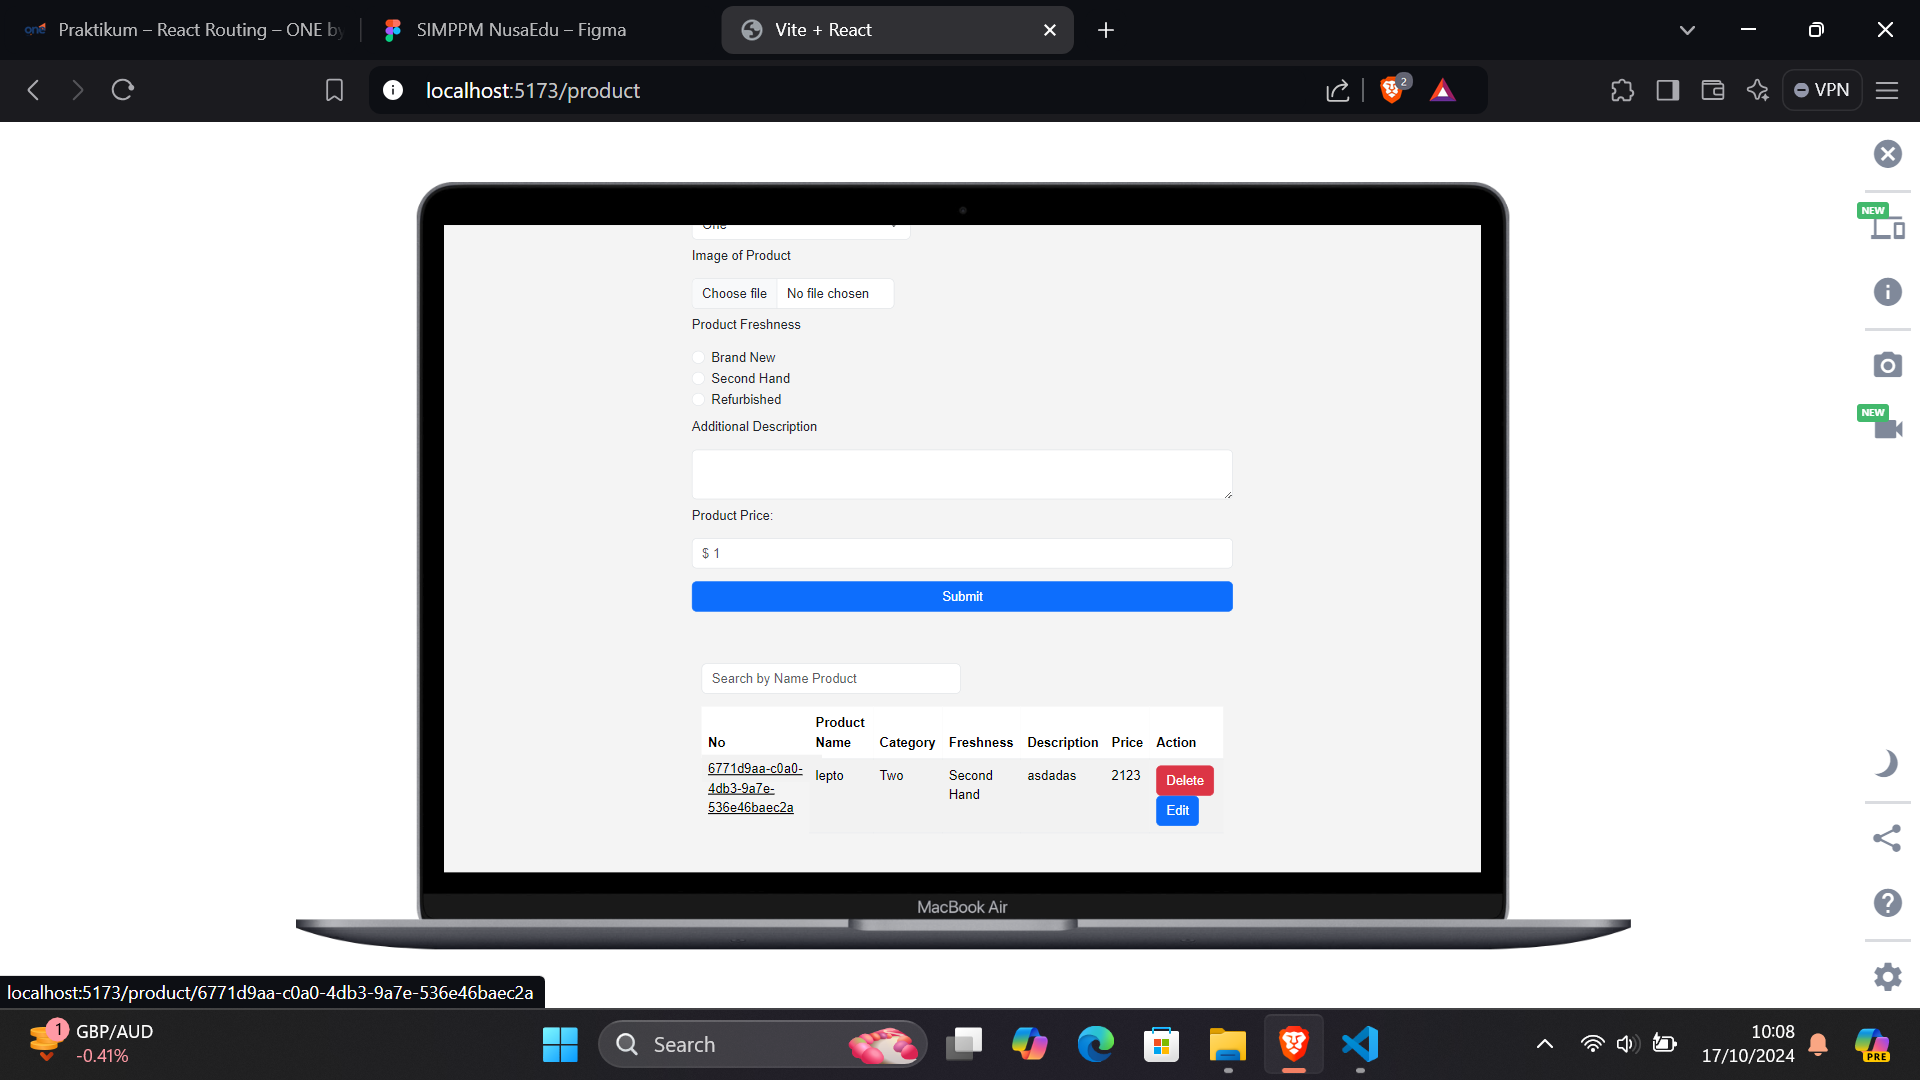 Praktikum – React Routing – ONE by
SIMPPM NusaEdu – Figma
Vite + React
localhost:5173/product
2
VPN
NEW
Image of Product
Choose file No file chosen
Product Freshness
Brand New
Second Hand
Refurbished
Additional Description
Product Price:
$ 1
Submit
NEW
Search by Name Product
No Product Name Category Freshness Description Price Action
6771d9aa-c0a0-
4db3-9a7e-
536e46baec2a
lepto Two Second Hand asdadas 2123 Delete
Edit
MacBook Air
localhost:5173/product/6771d9aa-c0a0-4db3-9a7e-536e46baec2a
1
GBP/AUD
-0.41%
Search
10:08
17/10/2024
PRE